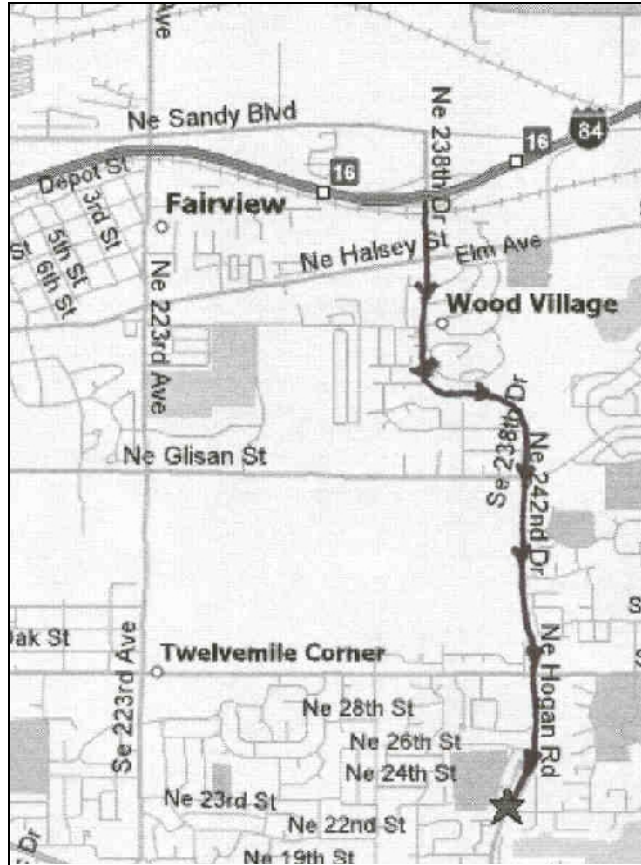 Ave
Ne Sandy Blvd
Ne 238th Dr
16
84
16
Depot St
3rd St
Fairview
5th St
6th St
Ne Halsey St
Elm Ave
Ne 223rd Ave
Wood Village
Se 238th Dr
Ne Glisan St
Ne 242nd Dr
Oak St
Se 223rd Ave
Twelvemile Corner
Ne Hogan Rd
Ne 28th St
Ne 26th St
Ne 24th St
Ne 23rd St
Ne 22nd St
Ne 19th St
Dr